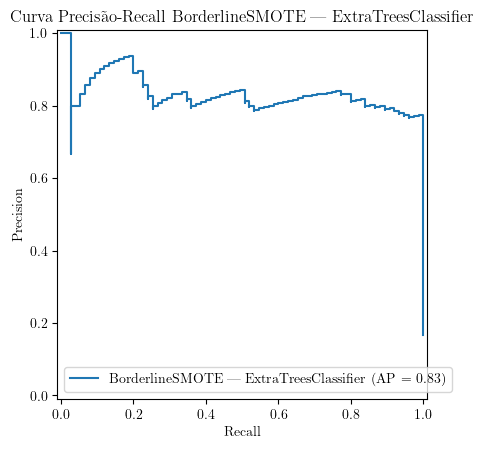 Curva Precisão-Recall BorderlineSMOTE — ExtraTreesClassifier
1.0
0.8
0.6
0.4
0.2
0.0
Precision
BorderlineSMOTE — ExtraTreesClassifier (AP = 0.83)
0.0 0.2 0.4 0.6 0.8 1.0
Recall